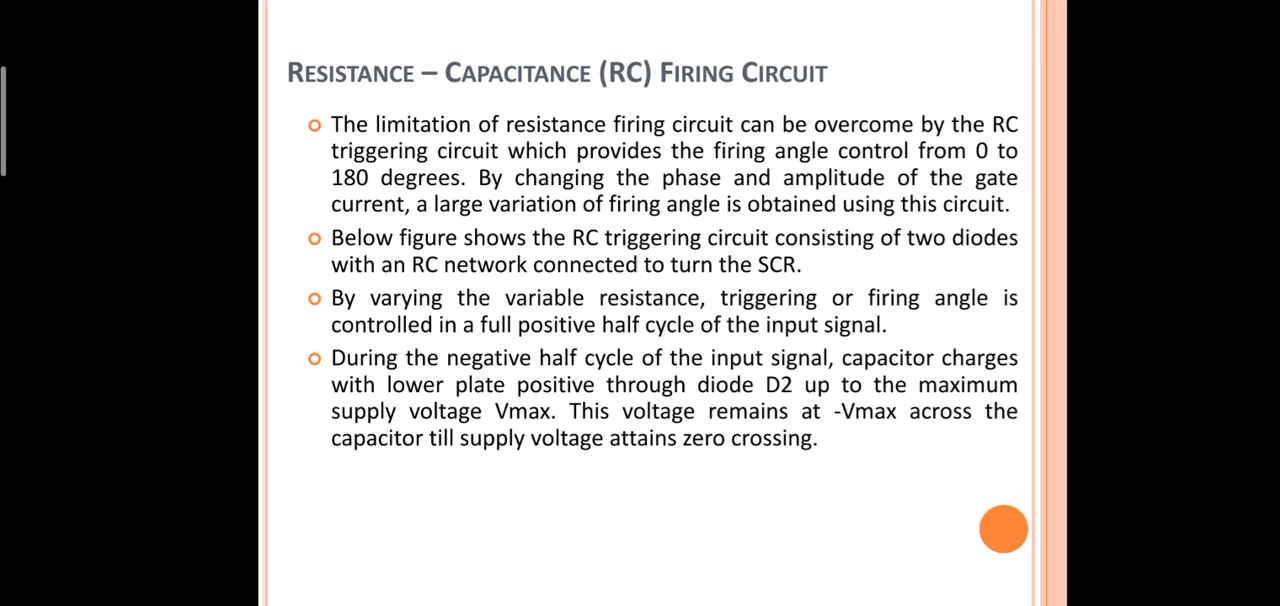 RESISTANCE – CAPACITANCE (RC) FIRING CIRCUIT
The limitation of resistance firing circuit can be overcome by the RC
triggering circuit which provides the firing angle control from 0 to
180 degrees. By changing the phase and amplitude of the gate
current, a large variation of firing angle is obtained using this circuit.
Below figure shows the RC triggering circuit consisting of two diodes
with an RC network connected to turn the SCR.
By varying the variable resistance, triggering or firing angle is
controlled in a full positive half cycle of the input signal.
During the negative half cycle of the input signal, capacitor charges
with lower plate positive through diode D2 up to the maximum
supply voltage Vmax. This voltage remains at -Vmax across the
capacitor till supply voltage attains zero crossing.